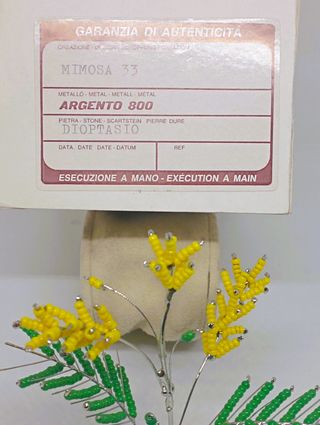 GARANZIA DI AUTENTICITÀ
MIMOSA 33
METALLO - METAL - METALL - METAL
ARGENTO 800
PIETRA - STONE - SCARTSTEIN PIERRE DURE
DIOPTASIO
DATA DATE DATE - DATUM
REF
ESECUZIONE A MANO - EXÉCUTION A MAIN